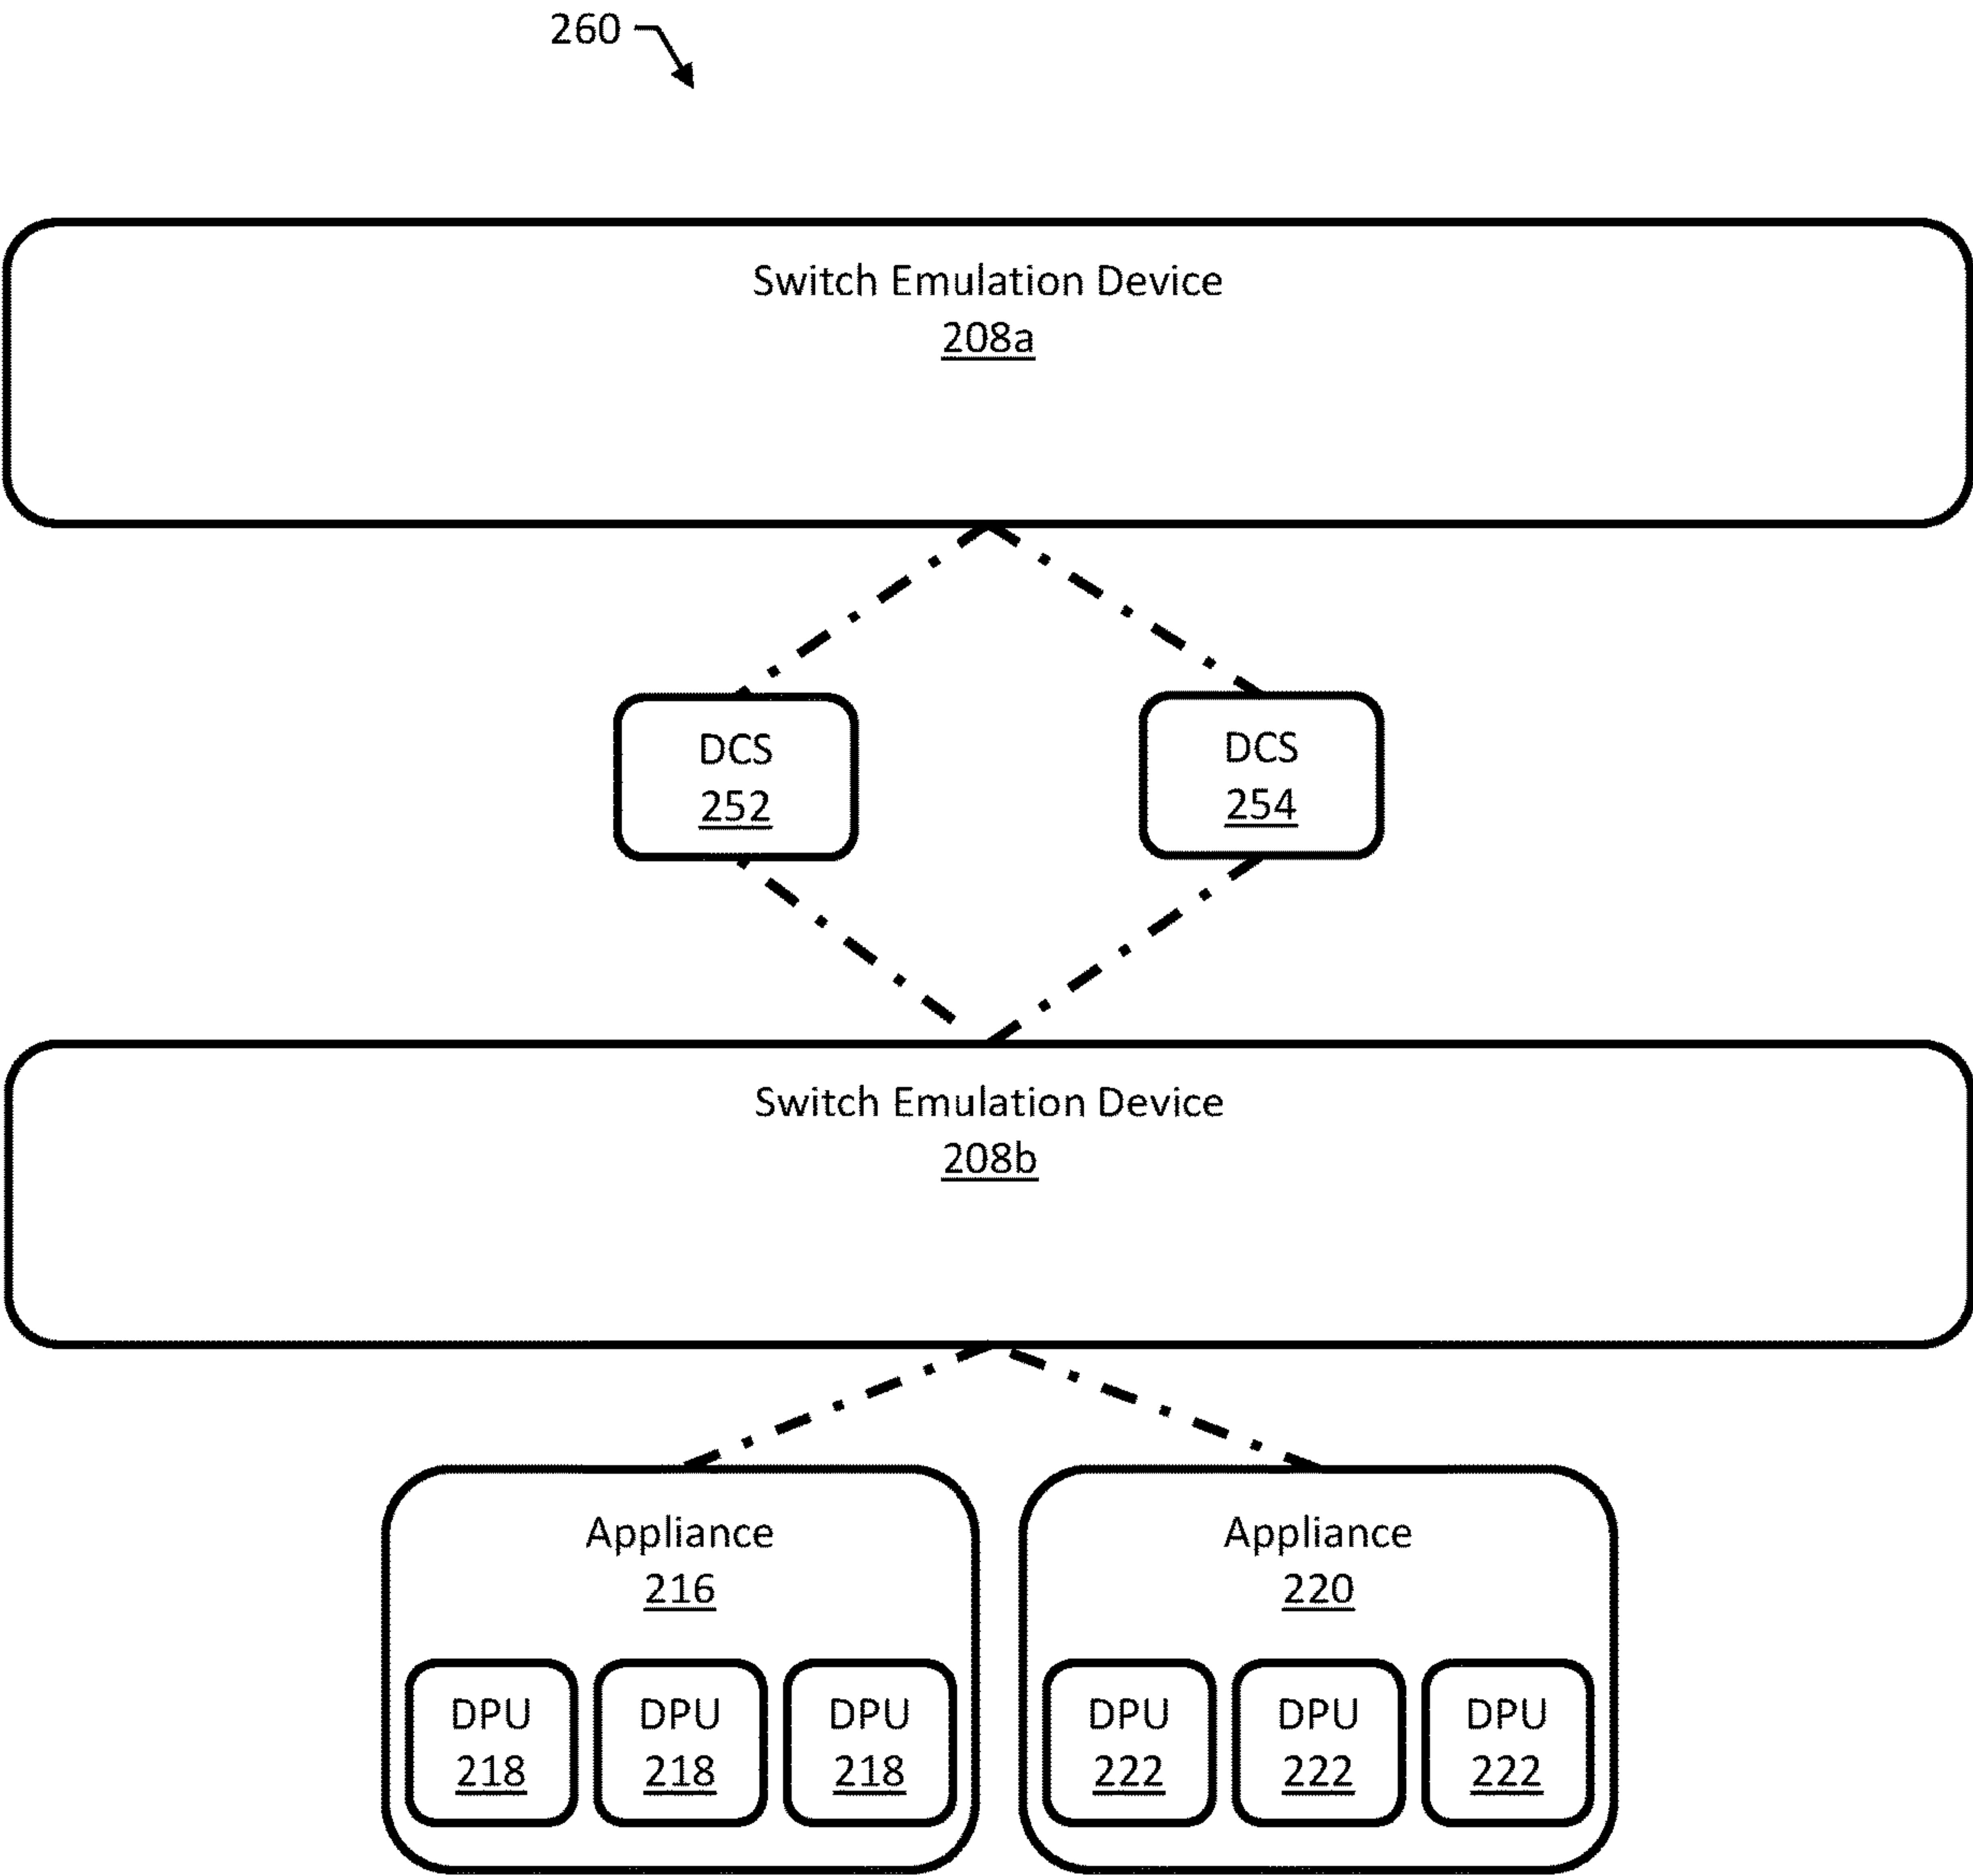 260
Switch Emulation Device
208a
DCS
252
DCS
254
Switch Emulation Device
208b
Appliance
216
Appliance
220
DPU
218
DPU
218
DPU
218
DPU
222
DPU
222
DPU
222